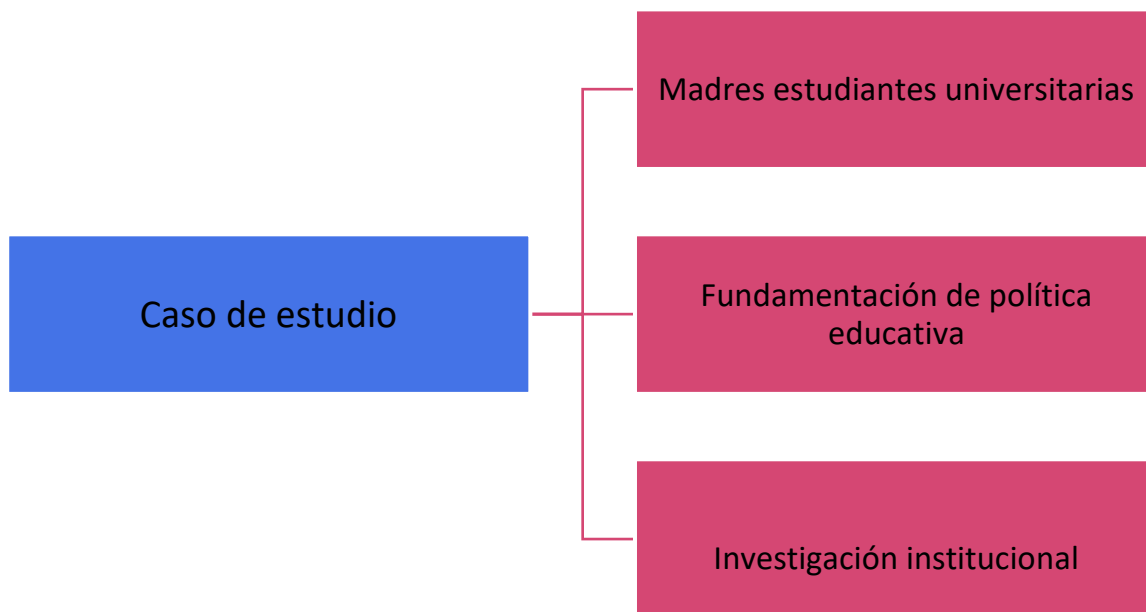 Madres estudiantes universitarias
Caso de estudio
Fundamentación de política
educativa
Investigación institucional